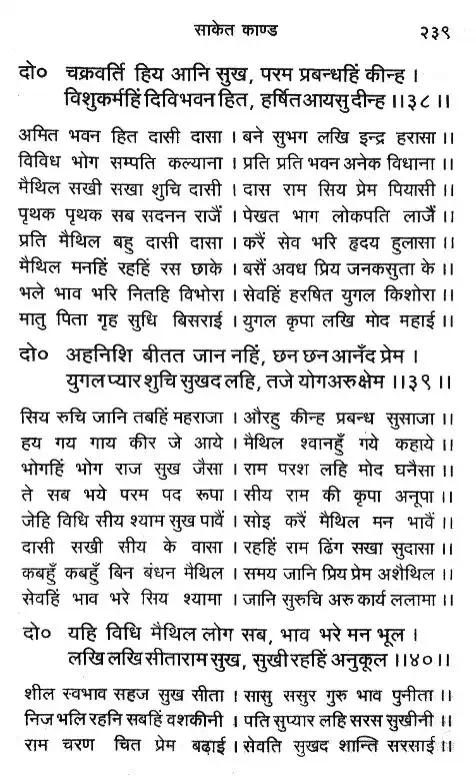 साकेत काण्ड २३९
दो० चक्रवर्ति हिय आनि सुख, परम प्रबन्धहिं कीन्ह ।
विशुकर्महिं दिविभवन हित, हर्षित आयसु दीन्ह ।।३८।।
अमित भवन हित दासी दासा । बने सुभग लखि इन्द्र हरासा ।।
विविध भोग सम्पति कल्याना । प्रति प्रति भवन अनेक विधाना ।।
मैथिल सखी सखा शुचि दासी । दास राम सिय प्रेम पियासी ।।
पृथक पृथक सब सदनन राजैं । पेखत भाग लोकपति लाजैं ।।
प्रति मैथिल बहु दासी दासा । करैं सेव भरि हृदय हुलासा ।।
मैथिल मनहिं रहहिं रस छाके । बसैं अवध प्रिय जनकसुता के ।।
भले भाव भरि नितहि विभोरा । सेवहिं हरषित युगल किशोरा ।।
मातु पिता गृह सुधि बिसराई । युगल कृपा लखि मोद महाई ।।
दो० अहनिशि बीतत जान नहिं, छन छन आनँद प्रेम ।
युगल प्यार शुचि सुखद लहि, तजे योग अरु क्षेम ।।३९।।
सिय रुचि जानि तबहिं महराजा । औरहु कीन्ह प्रबन्ध सुसाजा ।।
हय गय गाय कीर जे आये । मैथिल श्वानहुँ गये कहाये ।।
भोगहिं भोग राज सुख जैसा । राम परश लहि मोद घनैसा ।।
ते सब भये परम पद रूपा । सीय राम की कृपा अनूपा ।।
जेहि विधि सीय श्याम सुख पावैं । सोइ करैं मैथिल मन भावैं ।।
दासी सखी सीय के वासा । रहहिं राम ढिंग सखा सुदासा ।।
कबहुँ कबहुँ बिन बंधन मैथिल । समय जानि प्रिय प्रेम अशैथिल ।।
सेवहिं भाव भरे सिय श्यामा । जानि सुरुचि अरु कार्य ललामा ।।
दो० यहि विधि मैथिल लोग सब, भाव भरे मन भूल ।
लखि लखि सीताराम सुख, सुखी रहहिं अनुकूल ।।४०।।
शील स्वभाव सहज सुख सीता । सासु ससुर गुरु भाव पुनीता ।।
निज भलि रहनि सबहिं वशकीनी । पति सुप्यार लहि सरस सुखीनी ।।
राम चरण चित प्रेम बढ़ाई । सेवति सुखद शान्ति सरसाई ।।